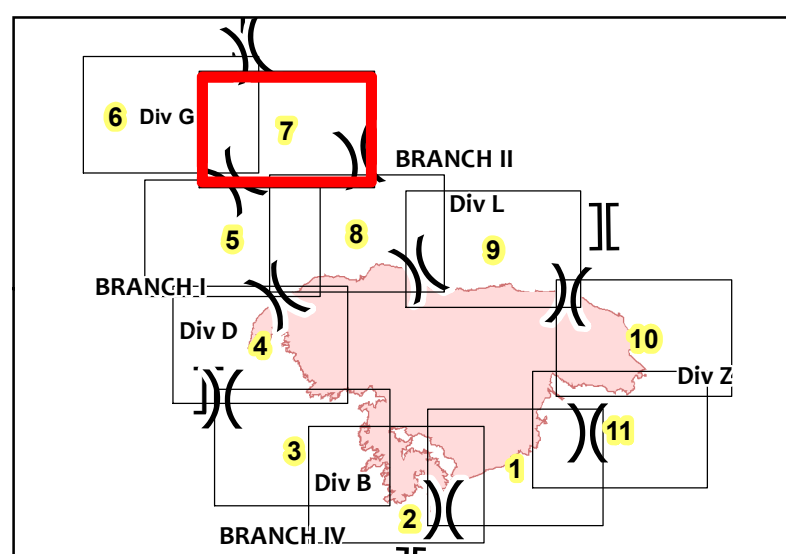 6
Div G
7
BRANCH II
Div L
5
8
9
BRANCH I
Div D
4
10
Div Z
3
11
1
Div B
2
BRANCH IV